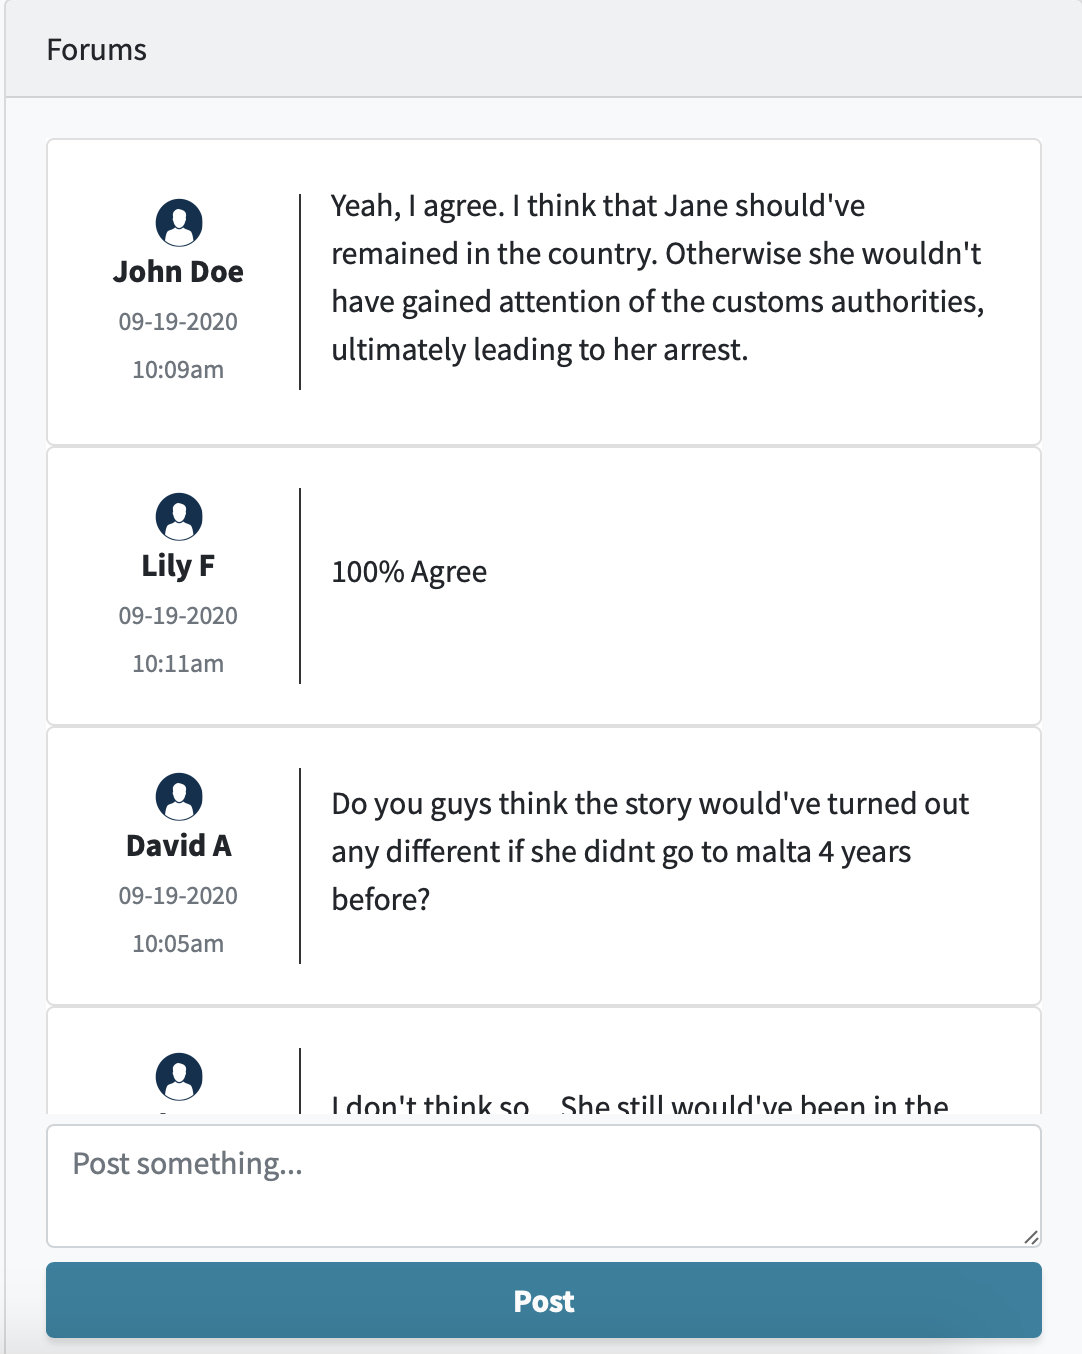 Forums
John Doe
09-19-2020
10:09am
Yeah, I agree. I think that Jane should've
remained in the country. Otherwise she wouldn't
have gained attention of the customs authorities,
ultimately leading to her arrest.
Lily F
09-19-2020
10:11am
100% Agree
David A
09-19-2020
10:05am
Do you guys think the story would've turned out
any different if she didnt go to malta 4 years
before?
I don't think so... She still would've been in the
Post something...
Post